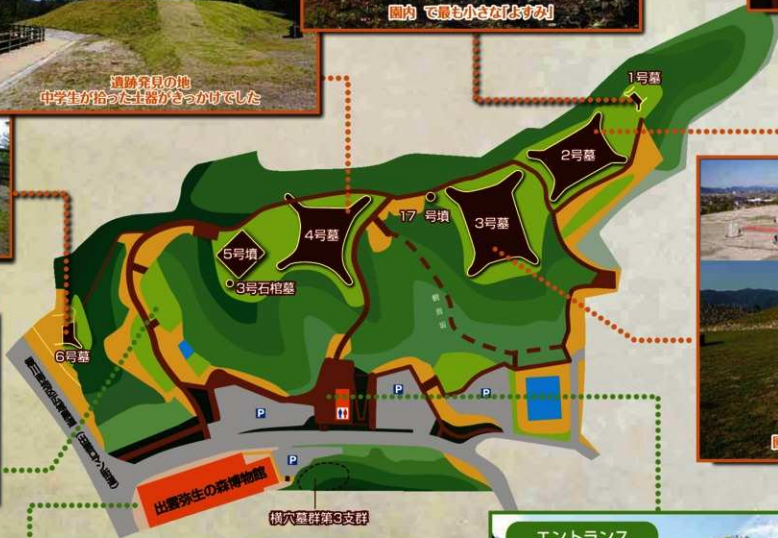 園内 で最も小さな「よすみ」
遺跡発見の地
中学生が拾った土器がきっかけでした
1号墓
2号墓
17 号墳
3号墓
4号墓
5号墳
3号石棺墓
6号墓
P
P
P
P
出雲弥生の森博物館
横穴墓群第3支群
エントランス